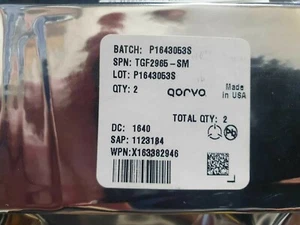 BATCH: P1643053S
SPN: TGF2965-SM
LOT: P1643053S
QTY: 2
QORVO
Made in USA
TOTAL QTY: 2
DC: 1640
SAP: 1123184
WPN:X163382946